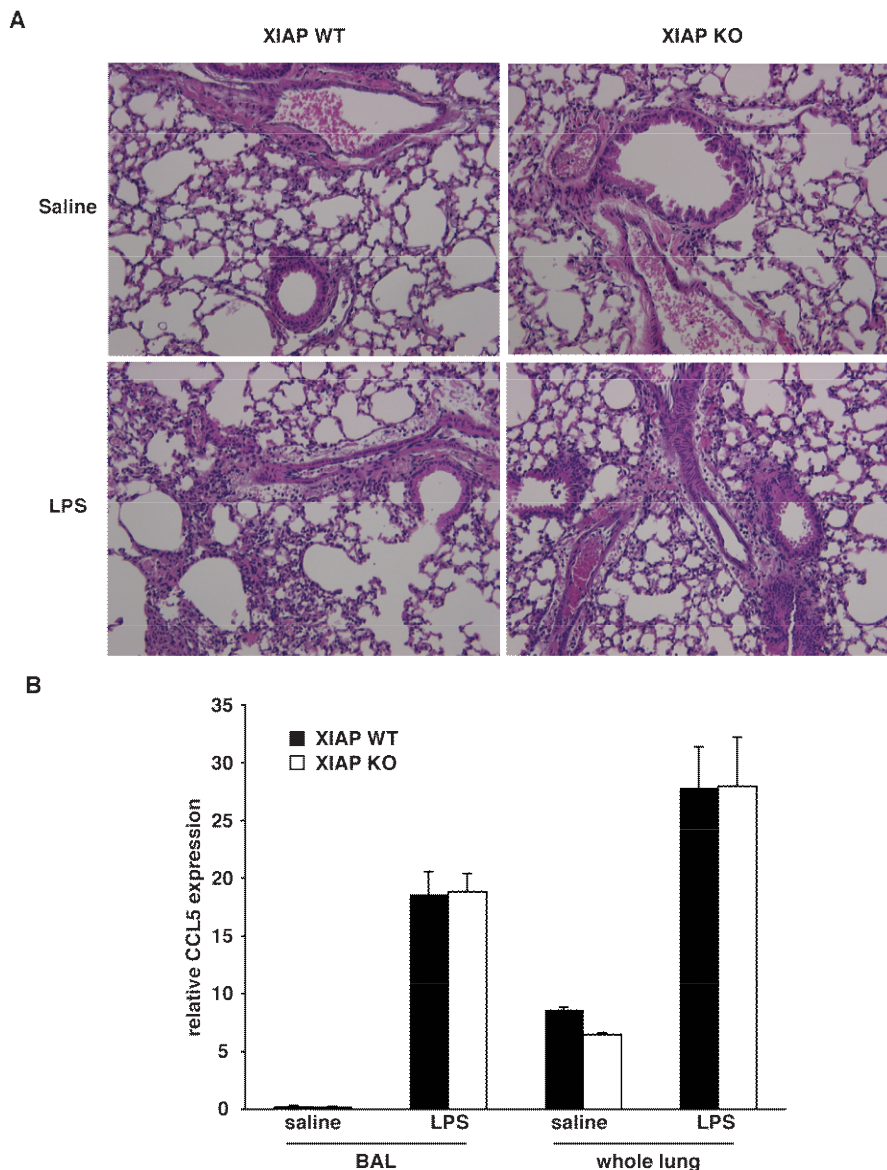 A
XIAP WT XIAP KO
Saline
LPS
B
35
30
25
20
15
10
5
0
relative CCL5 expression
XIAP WT
XIAP KO
saline LPS saline LPS
BAL whole lung